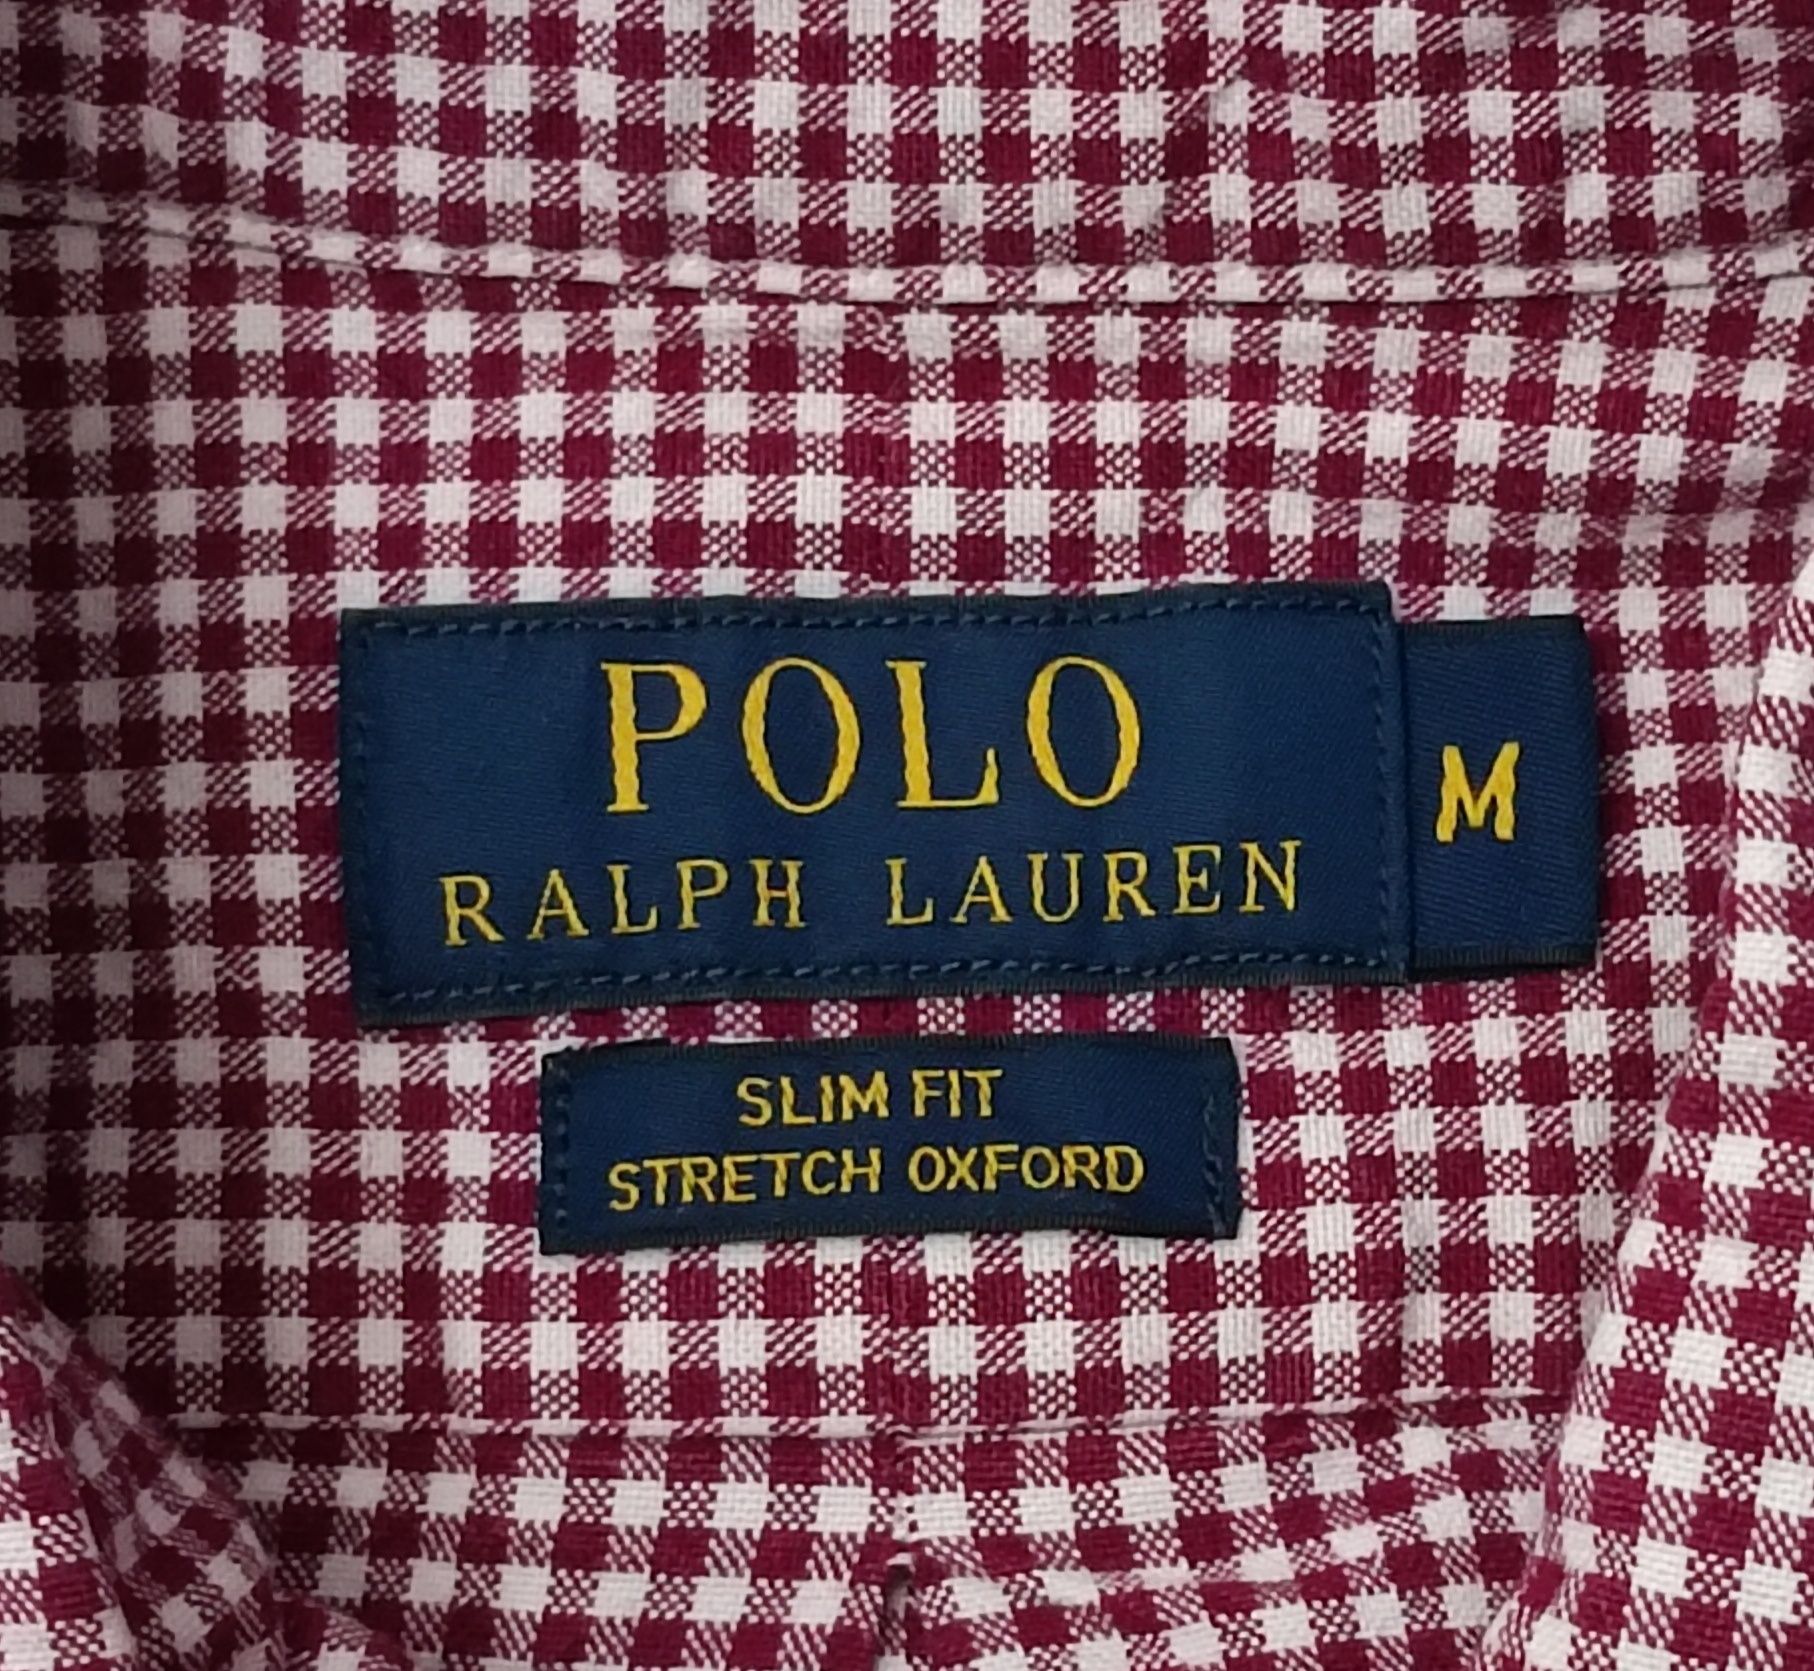 POLO
RALPH LAUREN
M
SLIM FIT
STRETCH OXFORD